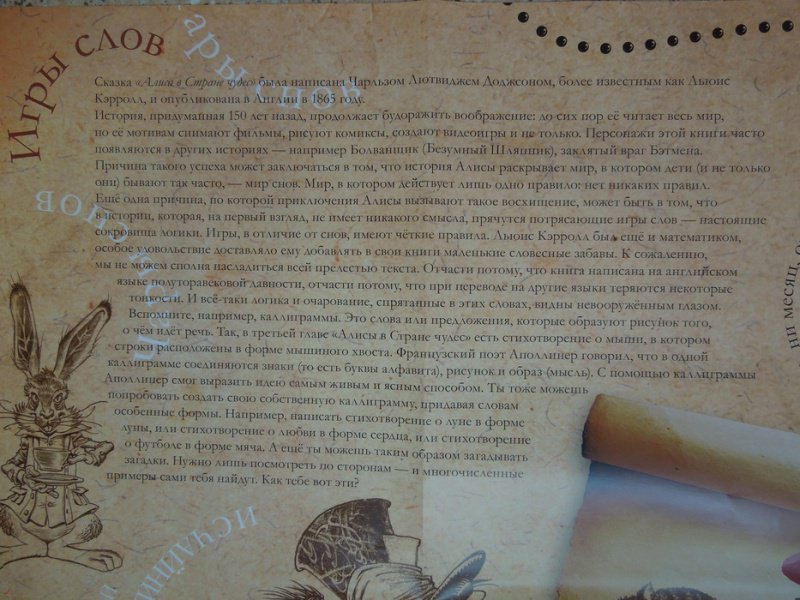 Игры слов
Сказка «Алиса в Стране чудес» была написана Чарльзом Лютвиджем Доджсоном, более известным как Льюис
Кэрролл, и опубликована в Англии в 1865 году.
История, придуманная 150 лет назад, продолжает будоражить воображение: до сих пор её читает весь мир,
по её мотивам снимают фильмы, рисуют комиксы, создают видеоигры и не только. Персонажи этой книги часто
появляются в других историях — например Болванщик (Безумный Шляпник), заклятый враг Бэтмена.
Причина такого успеха может заключаться в том, что история Алисы раскрывает мир, в котором дети (и не только
они) бывают так часто, — мир снов. Мир, в котором действует лишь одно правило: нет никаких правил.
Ещё одна причина, по которой приключения Алисы вызывают такое восхищение, может быть в том, что
в истории, которая, на первый взгляд, не имеет никакого смысла, прячутся потрясающие игры слов — настоящие
сокровища логики. Игры, в отличие от снов, имеют чёткие правила. Льюис Кэрролл был ещё и математиком,
особое удовольствие доставляло ему добавлять в свои книги маленькие словесные забавы. К сожалению,
мы не можем сполна насладиться всей прелестью текста. Отчасти потому, что книга написана на английском
языке полуторавековой давности, отчасти потому, что при переводе на другие языки теряются некоторые
тонкости. И всё-таки логика и очарование, спрятанные в этих словах, видны невооружённым глазом.
Вспомните, например, каллиграммы. Это слова или предложения, которые образуют рисунок того,
о чём идёт речь. Так, в третьей главе «Алисы в Стране чудес» есть стихотворение о мыши, в котором
строки расположены в форме мышиного хвоста. Французский поэт Аполлинер говорил, что в одной
каллиграмме соединяются знаки (то есть буквы алфавита), рисунок и образ (мысль). С помощью каллиграммы
Аполлинер смог выразить идею самым живым и ясным способом. Ты тоже можешь
попробовать создать свою собственную каллиграмму, придавая словам
особенные формы. Например, написать стихотворение о луне в форме
луны, или стихотворение о любви в форме сердца, или стихотворение
о футболе в форме мяча. А ещё ты можешь таким образом загадывать
загадки. Нужно лишь посмотреть по сторонам — и многочисленные
примеры сами тебя найдут. Как тебе вот эти?
ни месяц, о